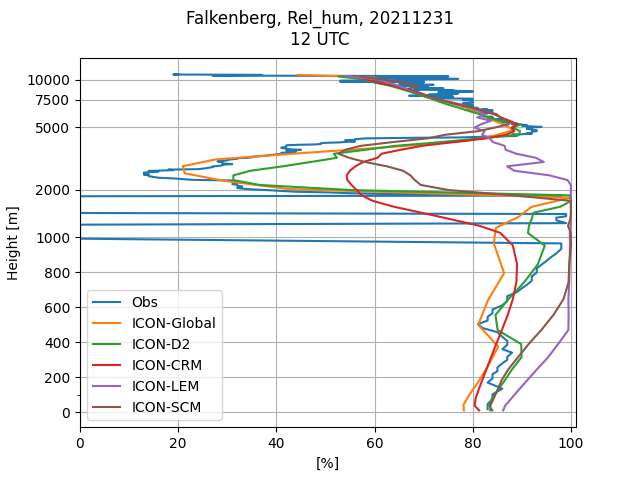 Falkenberg, Rel_hum, 20211231
12 UTC
10000
7500
5000
2000
1000
800
600
400
200
0
Height [m]
Obs
ICON-Global
ICON-D2
ICON-CRM
ICON-LEM
ICON-SCM
0 20 40 60 80 100
[%]